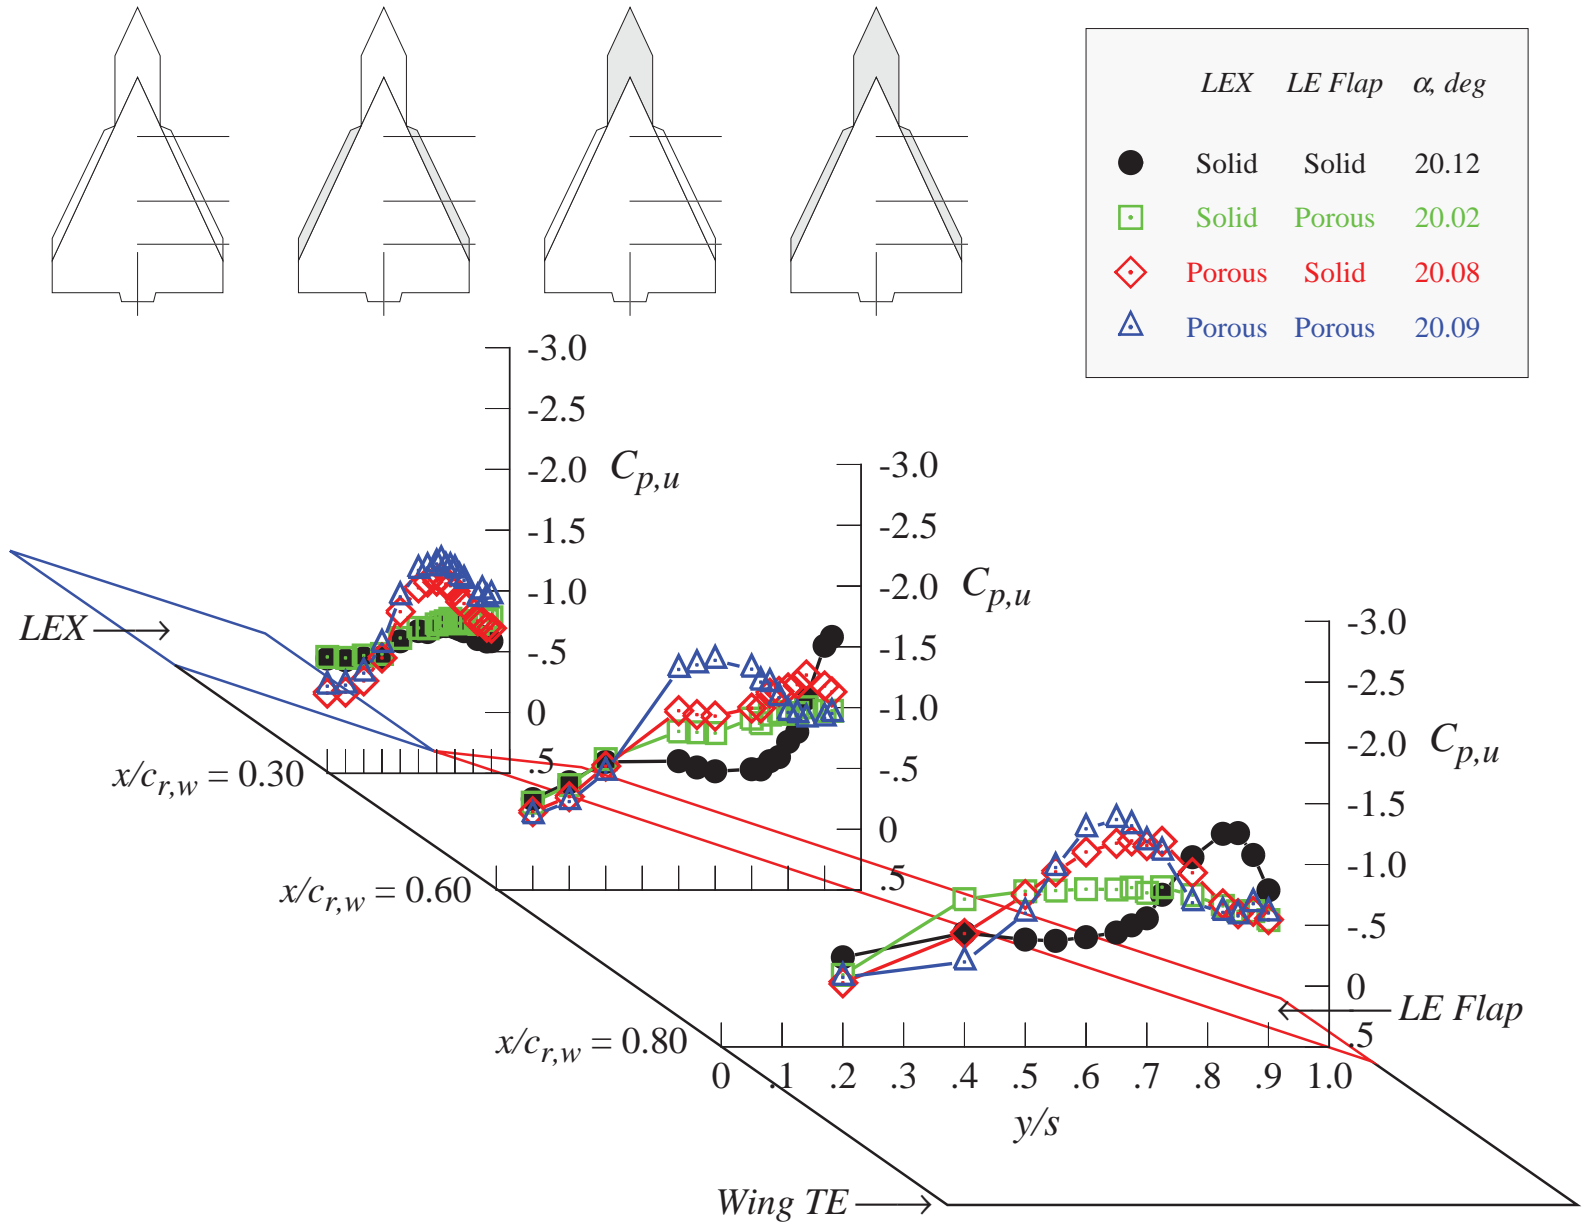 LEX LE Flap α, deg
Solid Solid 20.12
Solid Porous 20.02
Porous Solid 20.08
Porous Porous 20.09
-3.0
-2.5
-2.0
-1.5
-1.0
-.5
0
.5
Cp,u
LEX
x/cr,w = 0.30
-3.0
-2.5
-2.0
-1.5
-1.0
-.5
0
.5
Cp,u
x/cr,w = 0.60
-3.0
-2.5
-2.0
-1.5
-1.0
-.5
0
.5
Cp,u
LE Flap
x/cr,w = 0.80
0 .1 .2 .3 .4 .5 .6 .7 .8 .9 1.0
y/s
Wing TE